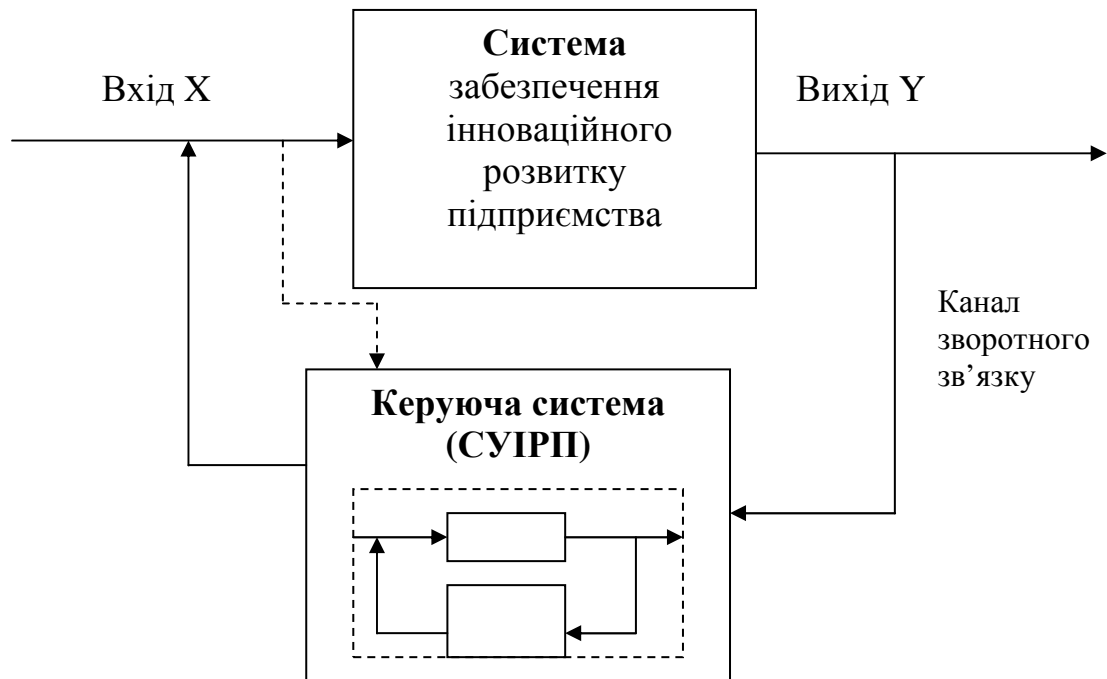 Система
забезпечення
інноваційного
розвитку
підприємства
Вхід X
Вихід Y
Канал
зворотного
зв’язку
Керуюча система
(СУІРП)